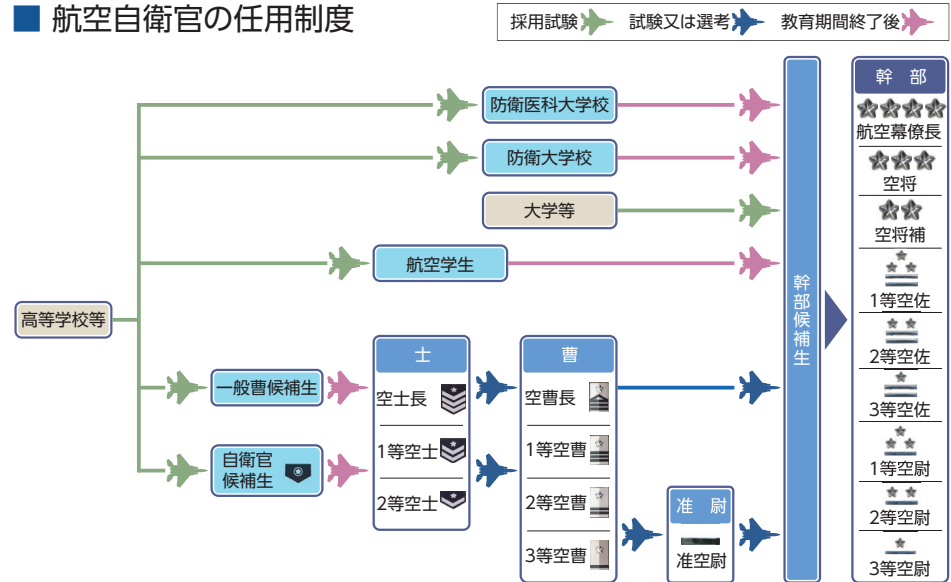 ■ 航空自衛官の任用制度
採用試験 試験又は選考 教育期間終了後
防衛医科大学校
防衛大学校
大学等
航空学生
高等学校等
一般曹候補生
自衛官
候補生
士
空士長
1等空士
2等空士
曹
空曹長
1等空曹
2等空曹
3等空曹
准尉
准空尉
幹部候補生
幹部
航空幕僚長
空将
空将補
1等空佐
2等空佐
3等空佐
1等空尉
2等空尉
3等空尉